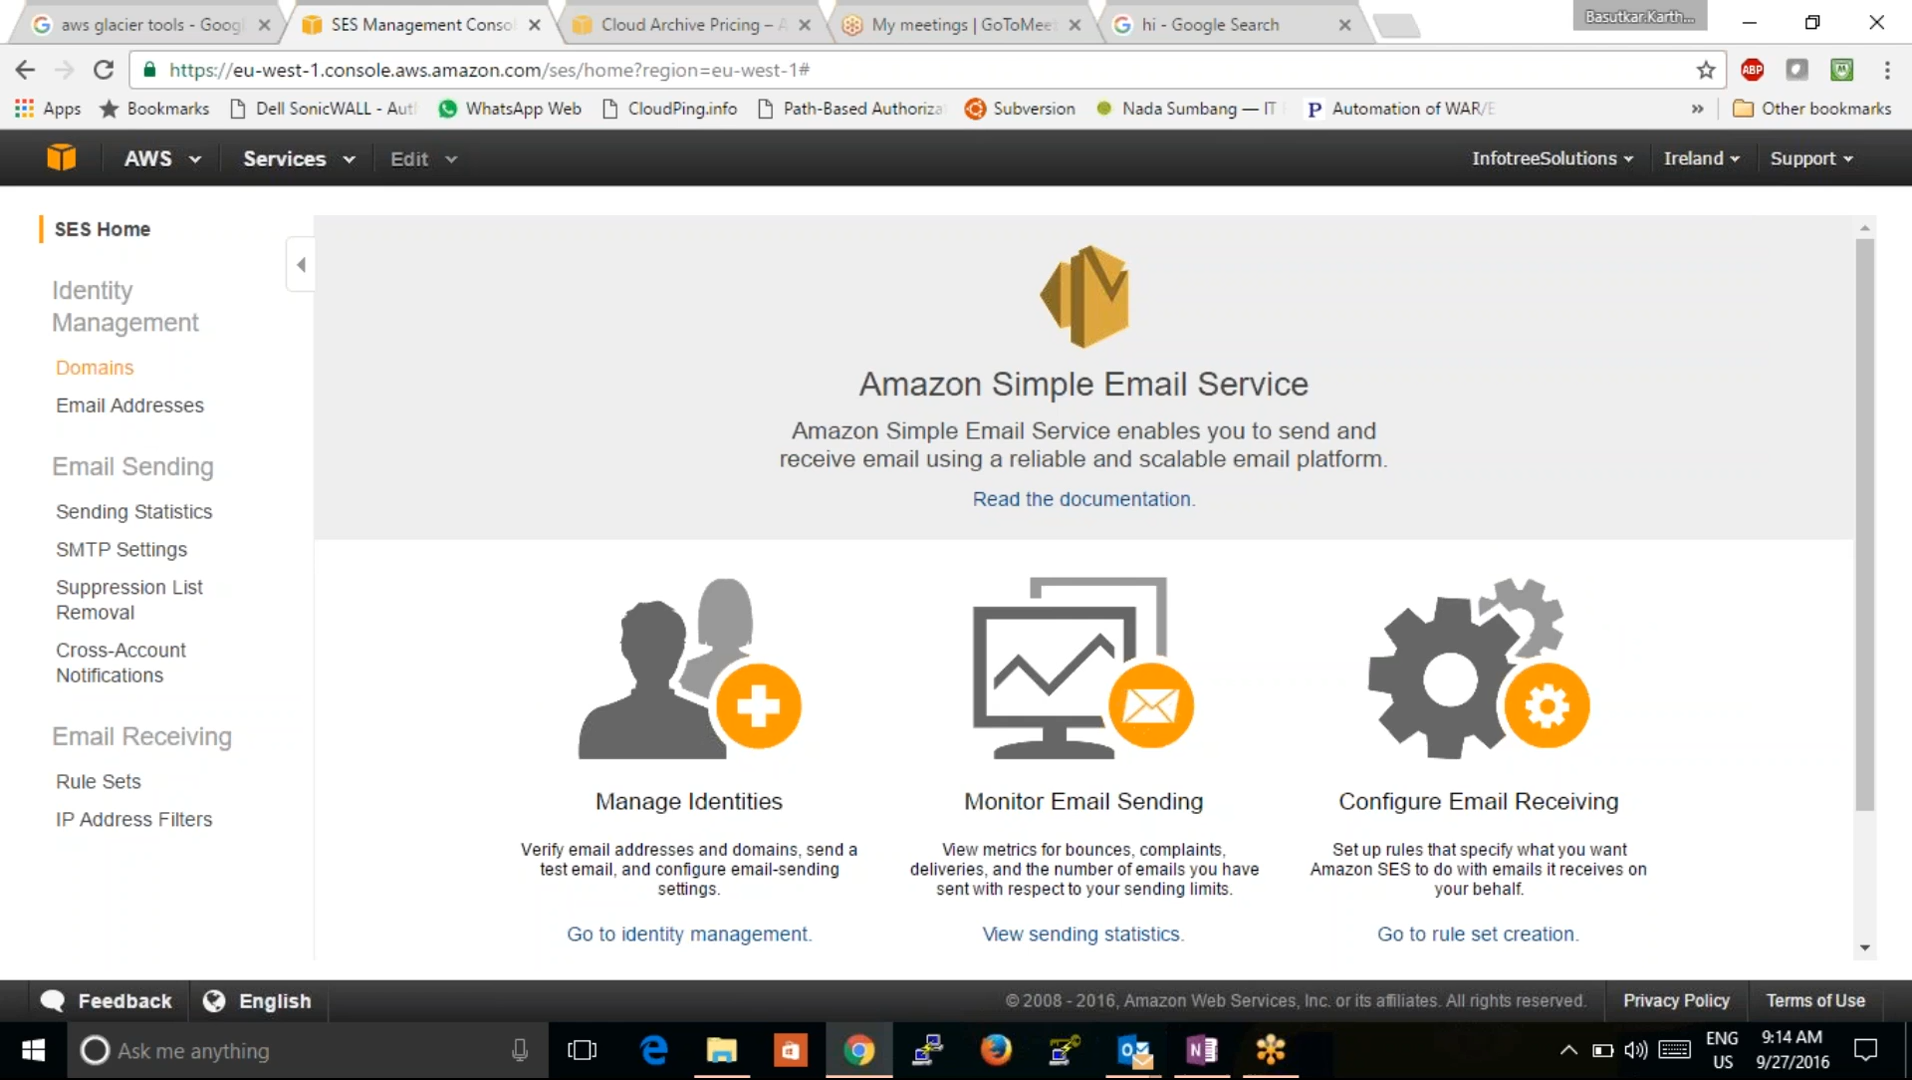 aws glacier tools - Goog
SES Management Conso
Cloud Archive Pricing – A
My meetings | GoToMeet
hi - Google Search
Basutkar.Karth...
https://eu-west-1.console.aws.amazon.com/ses/home?region=eu-west-1#
ABP
Apps
Bookmarks
Dell SonicWALL - Aut
WhatsApp Web
CloudPing.info
Path-Based Authoriza
Subversion
Nada Sumbang — IT
Automation of WAR/E
»
Other bookmarks
AWS
Services
Edit
InfotreeSolutions
Ireland
Support
SES Home
Identity
Management
Domains
Email Addresses
Email Sending
Sending Statistics
SMTP Settings
Suppression List
Removal
Cross-Account
Notifications
Email Receiving
Rule Sets
IP Address Filters
Amazon Simple Email Service
Amazon Simple Email Service enables you to send and
receive email using a reliable and scalable email platform.
Read the documentation.
Manage Identities
Verify email addresses and domains, send a
test email, and configure email-sending
settings.
Go to identity management.
Monitor Email Sending
View metrics for bounces, complaints,
deliveries, and the number of emails you have
sent with respect to your sending limits.
View sending statistics.
Configure Email Receiving
Set up rules that specify what you want
Amazon SES to do with emails it receives on
your behalf.
Go to rule set creation.
Feedback
English
© 2008 - 2016, Amazon Web Services, Inc. or its affiliates. All rights reserved.
Privacy Policy
Terms of Use
Ask me anything
ENG
US
9:14 AM
9/27/2016